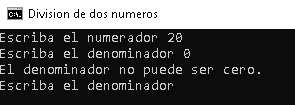 Division de dos numeros
Escriba el numerador 20
Escriba el denominador 0
El denominador no puede ser cero.
Escriba el denominador